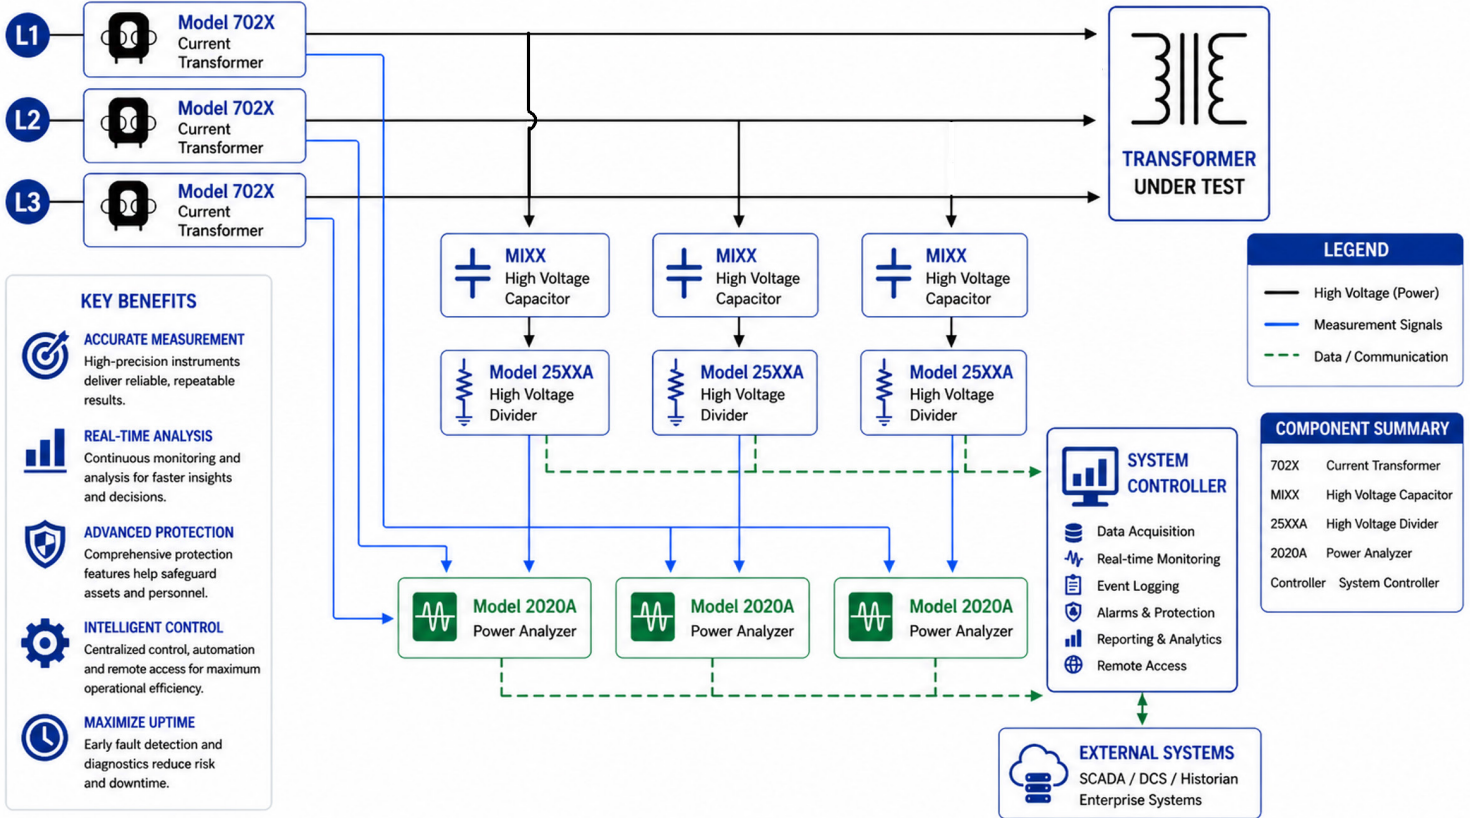 L1
Model 702X
Current
Transformer
L2
Model 702X
Current
Transformer
L3
Model 702X
Current
Transformer
TRANSFORMER
UNDER TEST
MIXX
High Voltage
Capacitor
MIXX
High Voltage
Capacitor
MIXX
High Voltage
Capacitor
Model 25XXA
High Voltage
Divider
Model 25XXA
High Voltage
Divider
Model 25XXA
High Voltage
Divider
Model 2020A
Power Analyzer
Model 2020A
Power Analyzer
Model 2020A
Power Analyzer
KEY BENEFITS
ACCURATE MEASUREMENT
High-precision instruments
deliver reliable, repeatable
results.
REAL-TIME ANALYSIS
Continuous monitoring and
analysis for faster insights
and decisions.
ADVANCED PROTECTION
Comprehensive protection
features help safeguard
assets and personnel.
INTELLIGENT CONTROL
Centralized control, automation
and remote access for maximum
operational efficiency.
MAXIMIZE UPTIME
Early fault detection and
diagnostics reduce risk
and downtime.
LEGEND
High Voltage (Power)
Measurement Signals
Data / Communication
COMPONENT SUMMARY
702X Current Transformer
MIXX High Voltage Capacitor
25XXA High Voltage Divider
2020A Power Analyzer
Controller System Controller
SYSTEM
CONTROLLER
Data Acquisition
Real-time Monitoring
Event Logging
Alarms & Protection
Reporting & Analytics
Remote Access
EXTERNAL SYSTEMS
SCADA / DCS / Historian
Enterprise Systems